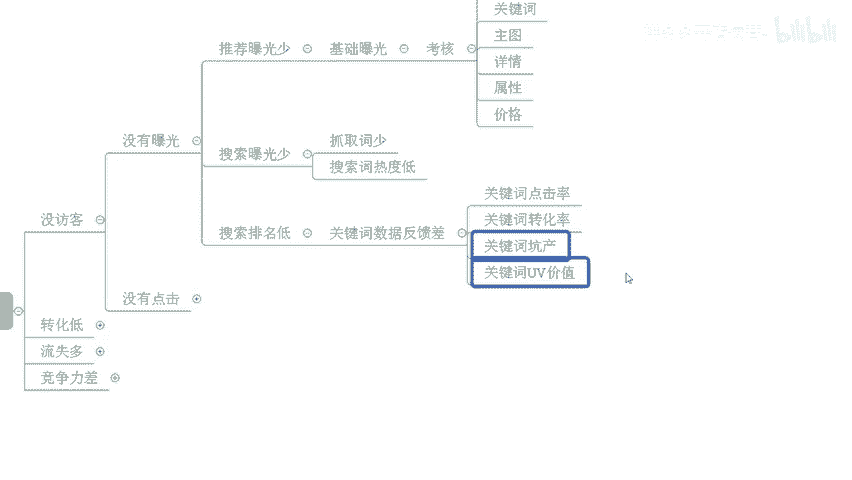 关键词
推荐曝光少 基础曝光 考核 主图
详情
属性
价格
没有曝光
搜索曝光少 抓取词少
搜索词热度低
没访客
搜索排名低 关键词数据反馈差 关键词点击率
关键词转化率
关键词坑产
关键词UV价值
没有点击
转化低
流失多
竞争力差
bilibili